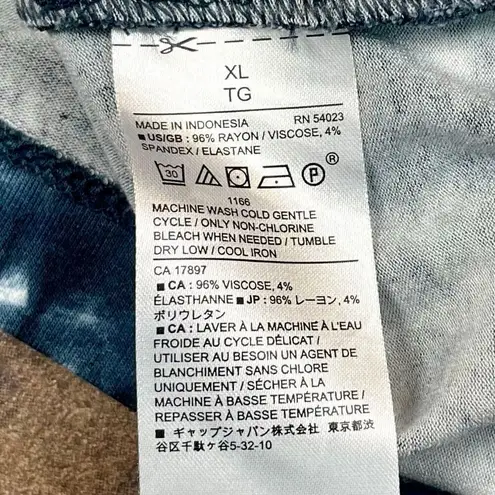 XL
TG
MADE IN INDONESIA RN 54023
■ US/GB : 96% RAYON / VISCOSE, 4%
SPANDEX / ELASTANE
30 P ®
1166
MACHINE WASH COLD GENTLE
CYCLE / ONLY NON-CHLORINE
BLEACH WHEN NEEDED / TUMBLE
DRY LOW / COOL IRON
CA 17897
■ CA : 96% VISCOSE, 4%
ÉLASTHANNE ■ JP : 96% レーヨン, 4%
ポリウレタン
■ CA : LAVER À LA MACHINE À L'EAU
FROIDE AU CYCLE DÉLICAT /
UTILISER AU BESOIN UN AGENT DE
BLANCHIMENT SANS CHLORE
UNIQUEMENT / SÉCHER À LA
MACHINE À BASSE TEMPÉRATURE /
REPASSER À BASSE TEMPÉRATURE
■ ギャップジャパン株式会社 東京都渋
谷区千駄ヶ谷5-32-10